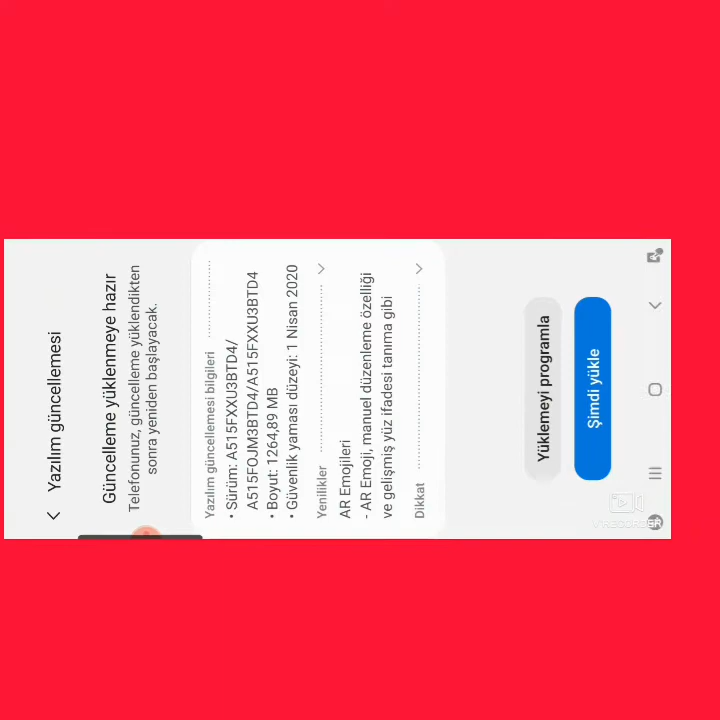 Yazılım güncellemesi
Güncelleme yüklenmeye hazır
Telefonunuz, güncelleme yüklendikten
sonra yeniden başlayacak.
Yazılım güncellemesi bilgileri
• Sürüm: A515FXXU3BTD4/
A515FOJM3BTD4/A515FXXU3BTD4
• Boyut: 1264,89 MB
• Güvenlik yaması düzeyi: 1 Nisan 2020
Yenilikler
AR Emojileri
- AR Emoji, manuel düzenleme özelliği
ve gelişmiş yüz ifadesi tanıma gibi
Dikkat
Yüklemeyi programla
Şimdi yükle
V RECORDER